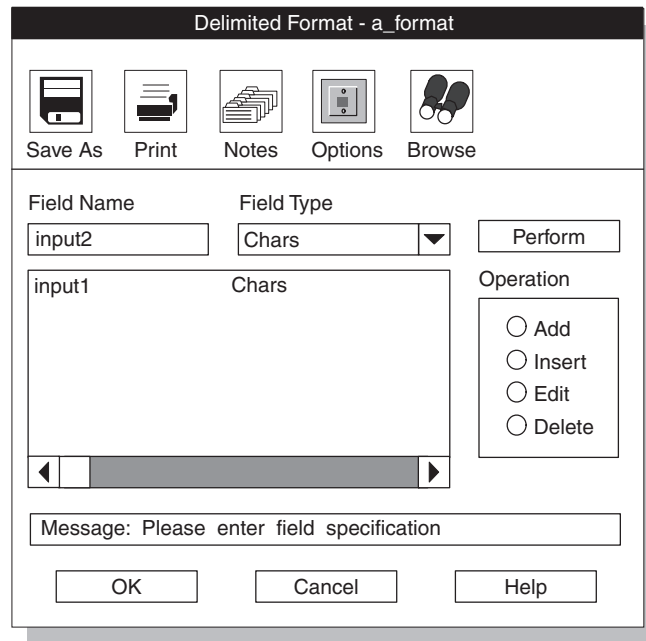 Delimited Format - a_format
Save As Print Notes Options Browse
Field Name Field Type
input2 Chars Perform
input1 Chars
Operation
Add
Insert
Edit
Delete
Message: Please enter field specification
OK Cancel Help